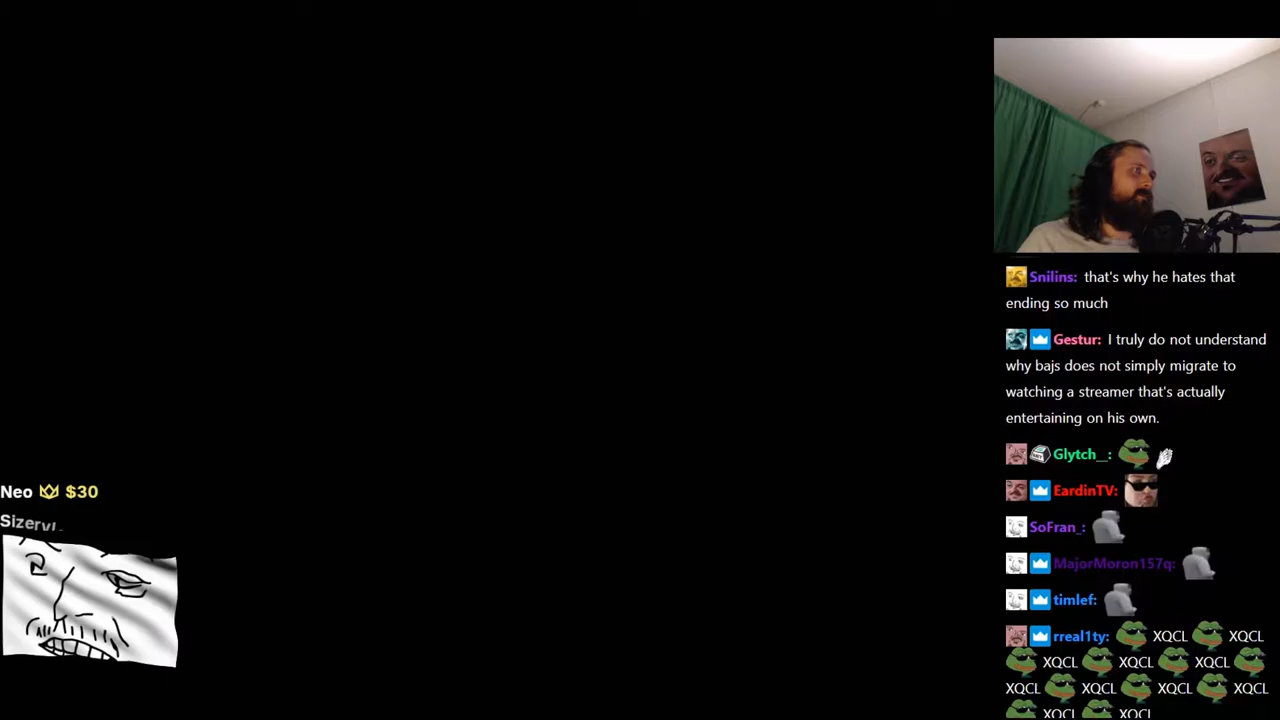 Snilins: that's why he hates that
ending so much
Gestur: I truly do not understand
why bajs does not simply migrate to
watching a streamer that's actually
entertaining on his own.
Glytch__:
EardinTV:
SoFran_:
MajorMoron157q:
timlef:
rreal1ty: XQCL XQCL
XQCL XQCL XQCL
XQCL XQCL XQCL XQCL
XQCL XQCL
Neo $30